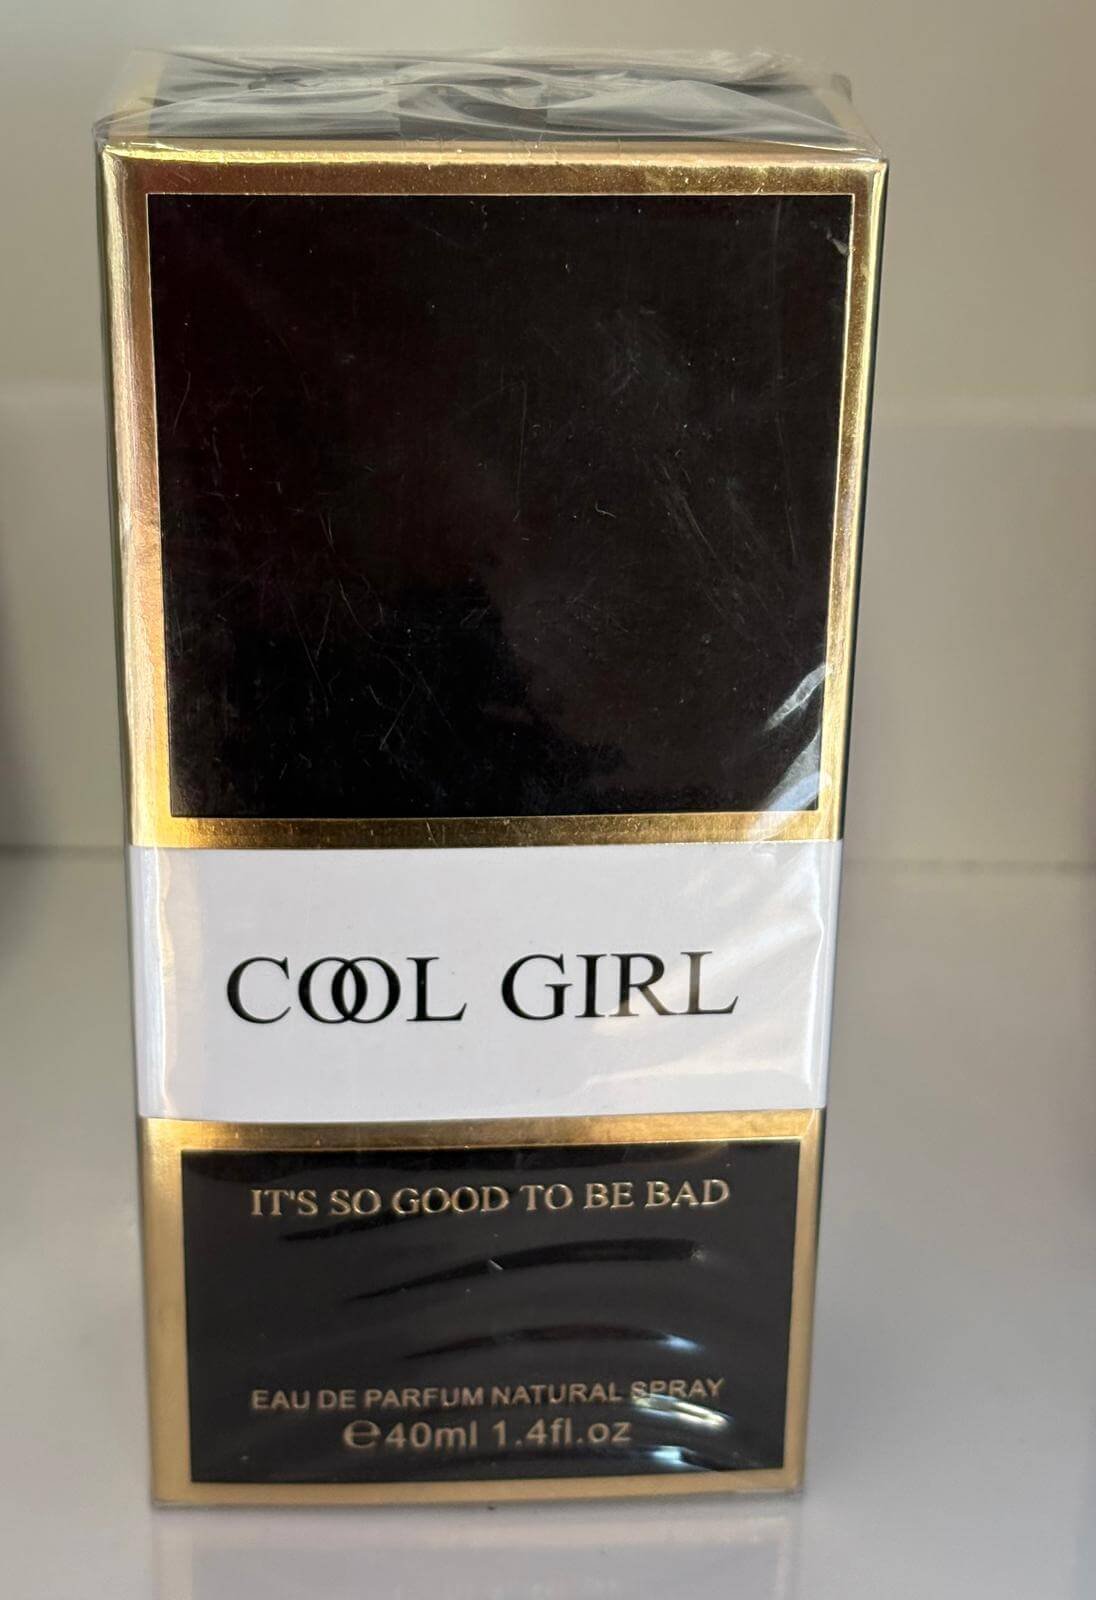 COOL GIRL
IT'S SO GOOD TO BE BAD
EAU DE PARFUM NATURAL SPRAY
℮40ml 1.4fl.oz